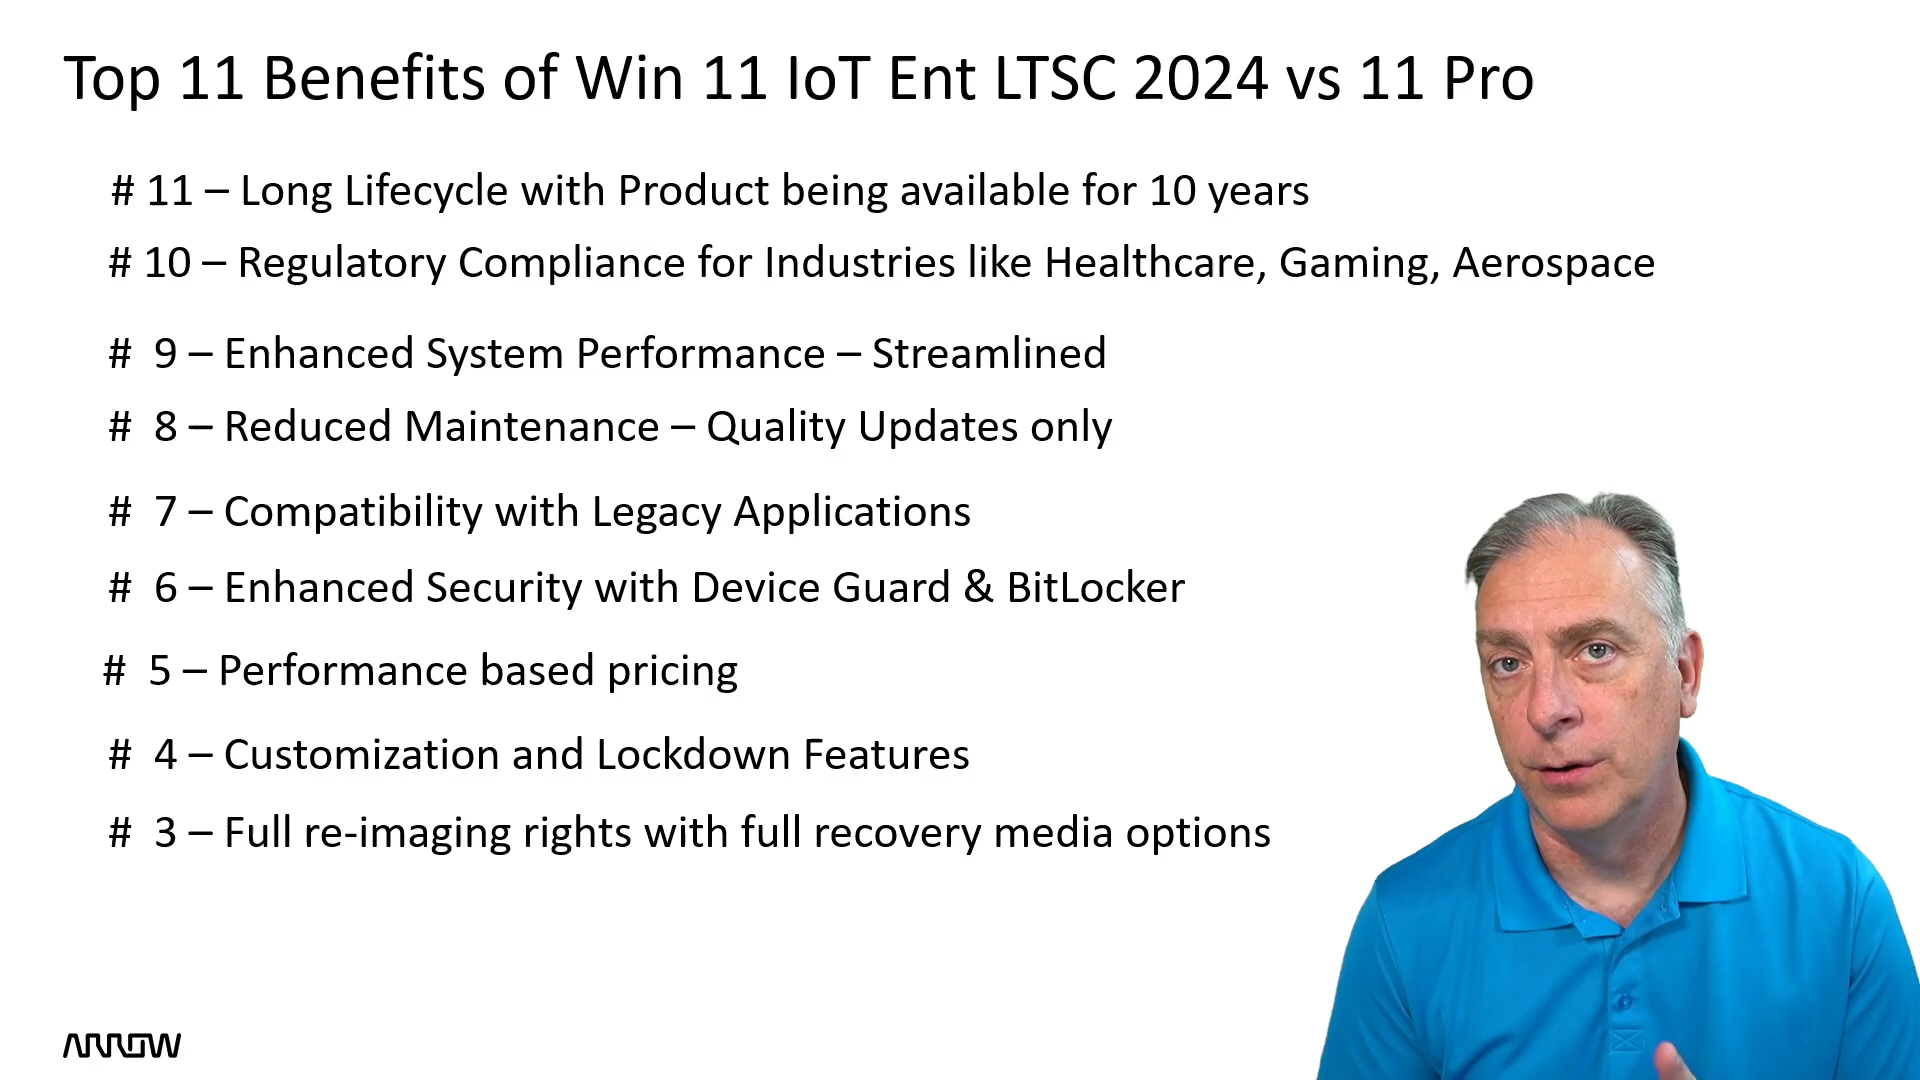 Top 11 Benefits of Win 11 IoT Ent LTSC 2024 vs 11 Pro
# 11 – Long Lifecycle with Product being available for 10 years
# 10 – Regulatory Compliance for Industries like Healthcare, Gaming, Aerospace
# 9 – Enhanced System Performance – Streamlined
# 8 – Reduced Maintenance – Quality Updates only
# 7 – Compatibility with Legacy Applications
# 6 – Enhanced Security with Device Guard & BitLocker
# 5 – Performance based pricing
# 4 – Customization and Lockdown Features
# 3 – Full re-imaging rights with full recovery media options
ARROW